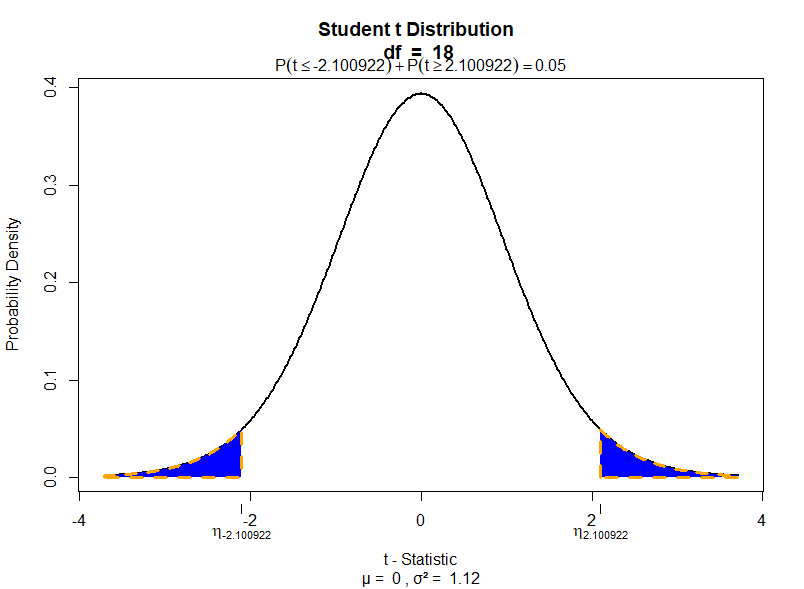 Student t Distribution
df = 18
P(t ≤ -2.100922) + P(t ≥ 2.100922) = 0.05
0.4
0.3
0.2
0.1
0.0
Probability Density
-4 -2 0 2 4
η-2.100922 η2.100922
t - Statistic
μ = 0 , σ² = 1.12